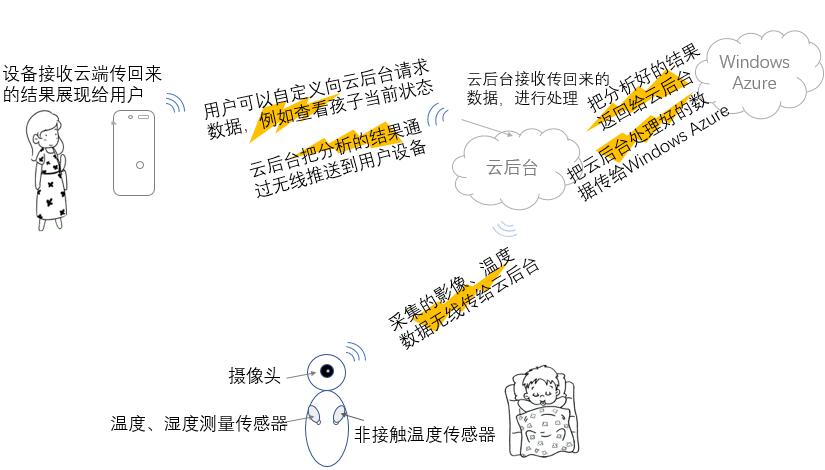 设备接收云端传回来
的结果展现给用户
用户可以自定义向云后台请求
数据，例如查看孩子当前状态
云后台把分析的结果通
过无线推送到用户设备
云后台接收传回来的
数据，进行处理
云后台
把分析好的结果
返回给云后台
把云后台处理好的数
据传给Windows Azure
Windows
Azure
采集的影像、温度
数据无线传给云后台
摄像头
温度、湿度测量传感器
非接触温度传感器